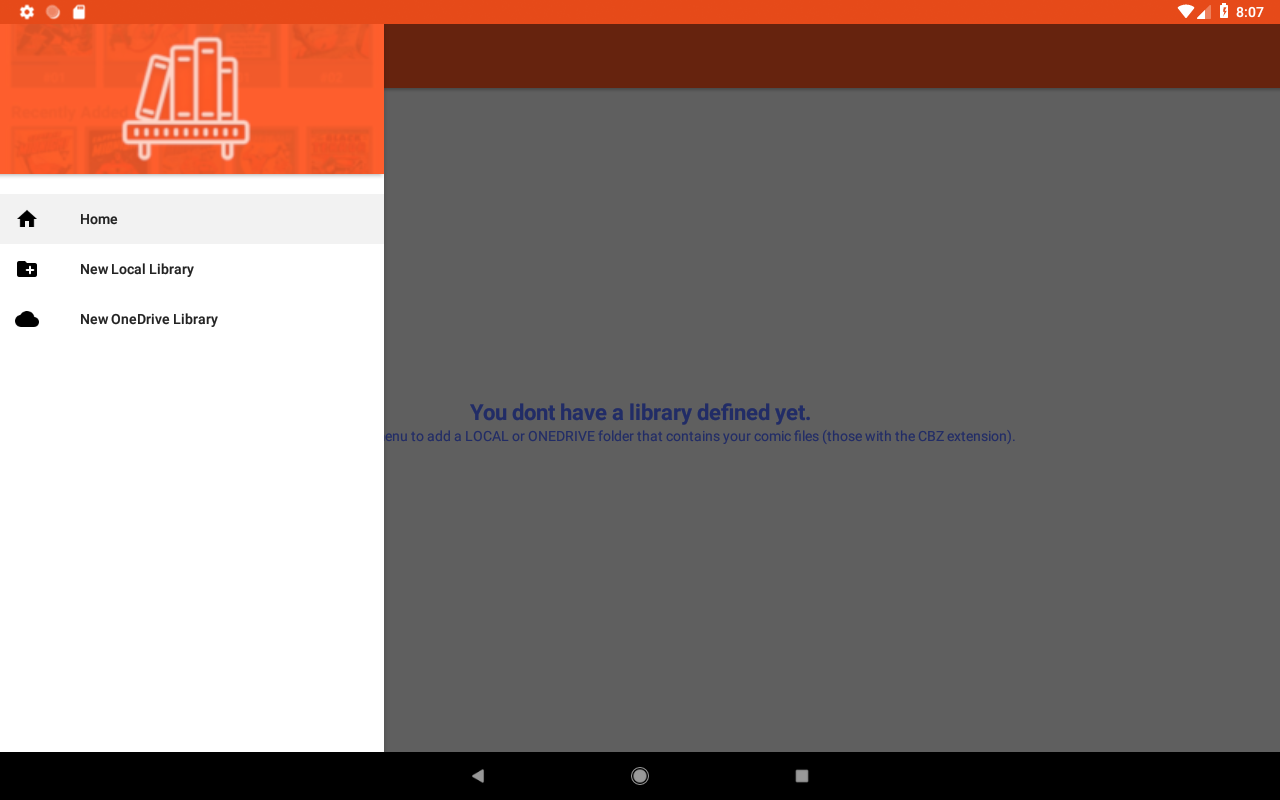 8:07
Recently Added
Home
New Local Library
New OneDrive Library
You dont have a library defined yet.
to add a LOCAL or ONEDRIVE folder that contains your comic files (those with the CBZ extension).